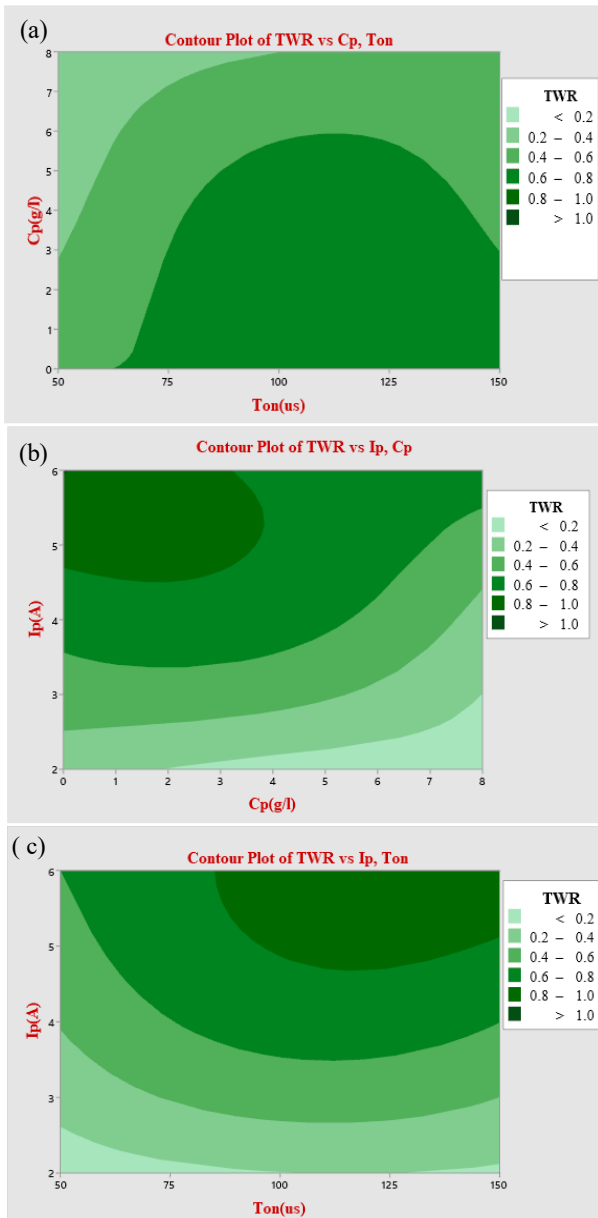 (a)
Contour Plot of TWR vs Cp, Ton
8
7
6
5
4
3
2
1
0
Cp(g/l)
50 75 100 125 150
Ton(us)
TWR
< 0.2
0.2 – 0.4
0.4 – 0.6
0.6 – 0.8
0.8 – 1.0
> 1.0
(b)
Contour Plot of TWR vs Ip, Cp
6
5
4
3
2
Ip(A)
0 1 2 3 4 5 6 7 8
Cp(g/l)
TWR
< 0.2
0.2 – 0.4
0.4 – 0.6
0.6 – 0.8
0.8 – 1.0
> 1.0
( c)
Contour Plot of TWR vs Ip, Ton
6
5
4
3
2
Ip(A)
50 75 100 125 150
Ton(us)
TWR
< 0.2
0.2 – 0.4
0.4 – 0.6
0.6 – 0.8
0.8 – 1.0
> 1.0